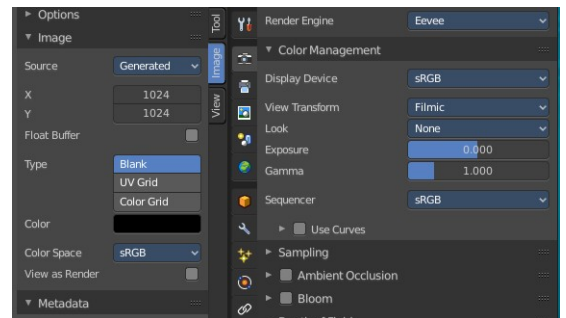 Options
Image
Source Generated
X 1024
Y 1024
Float Buffer
Type Blank
UV Grid
Color Grid
Color
Color Space sRGB
View as Render
Metadata
Tool
Image
View
Render Engine Eevee
Color Management
Display Device sRGB
View Transform Filmic
Look None
Exposure 0.000
Gamma 1.000
Sequencer sRGB
Use Curves
Sampling
Ambient Occlusion
Bloom